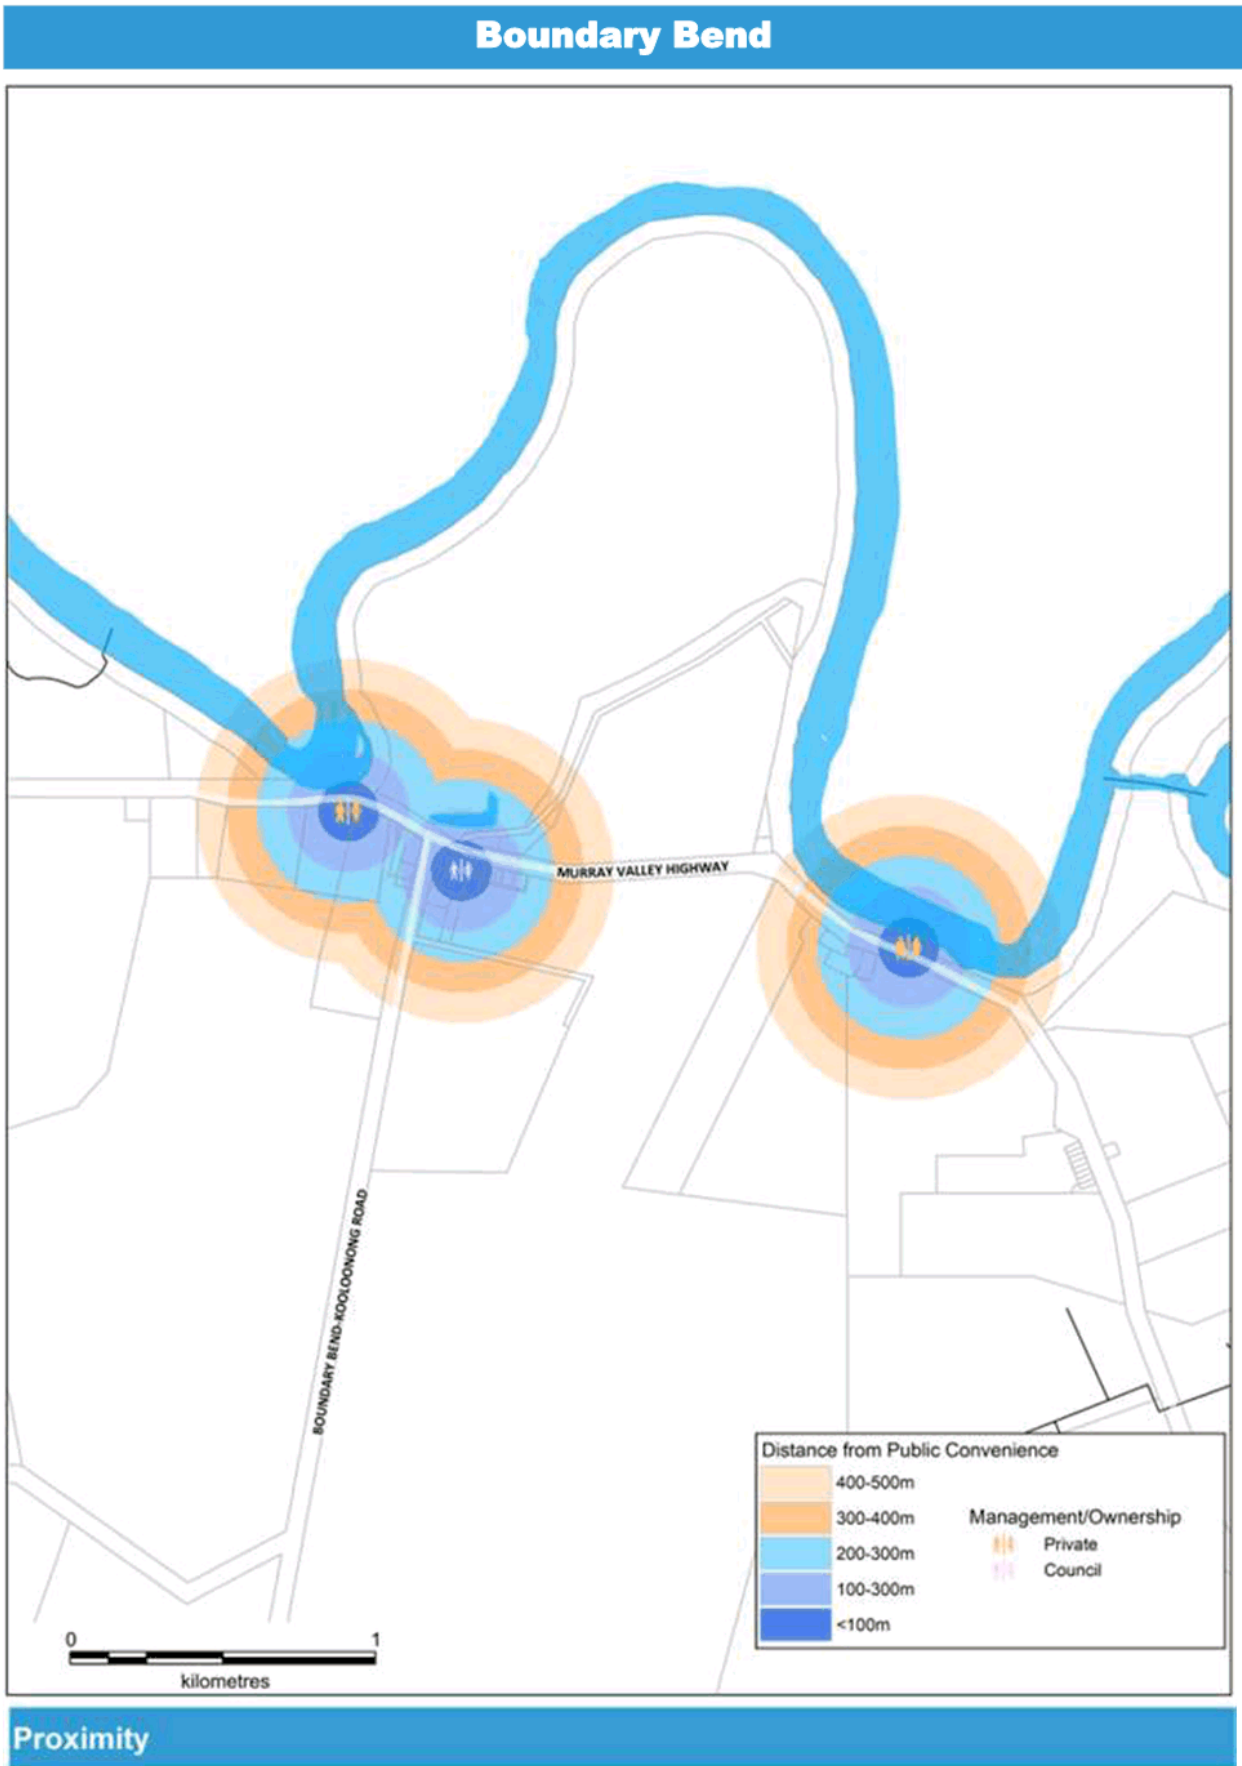 Boundary Bend
MURRAY VALLEY HIGHWAY
BOUNDARY BEND-KOOLOONONG ROAD
Distance from Public Convenience
400-500m
300-400m
200-300m
100-300m
<100m
Management/Ownership
Private
Council
0 1
kilometres
Proximity